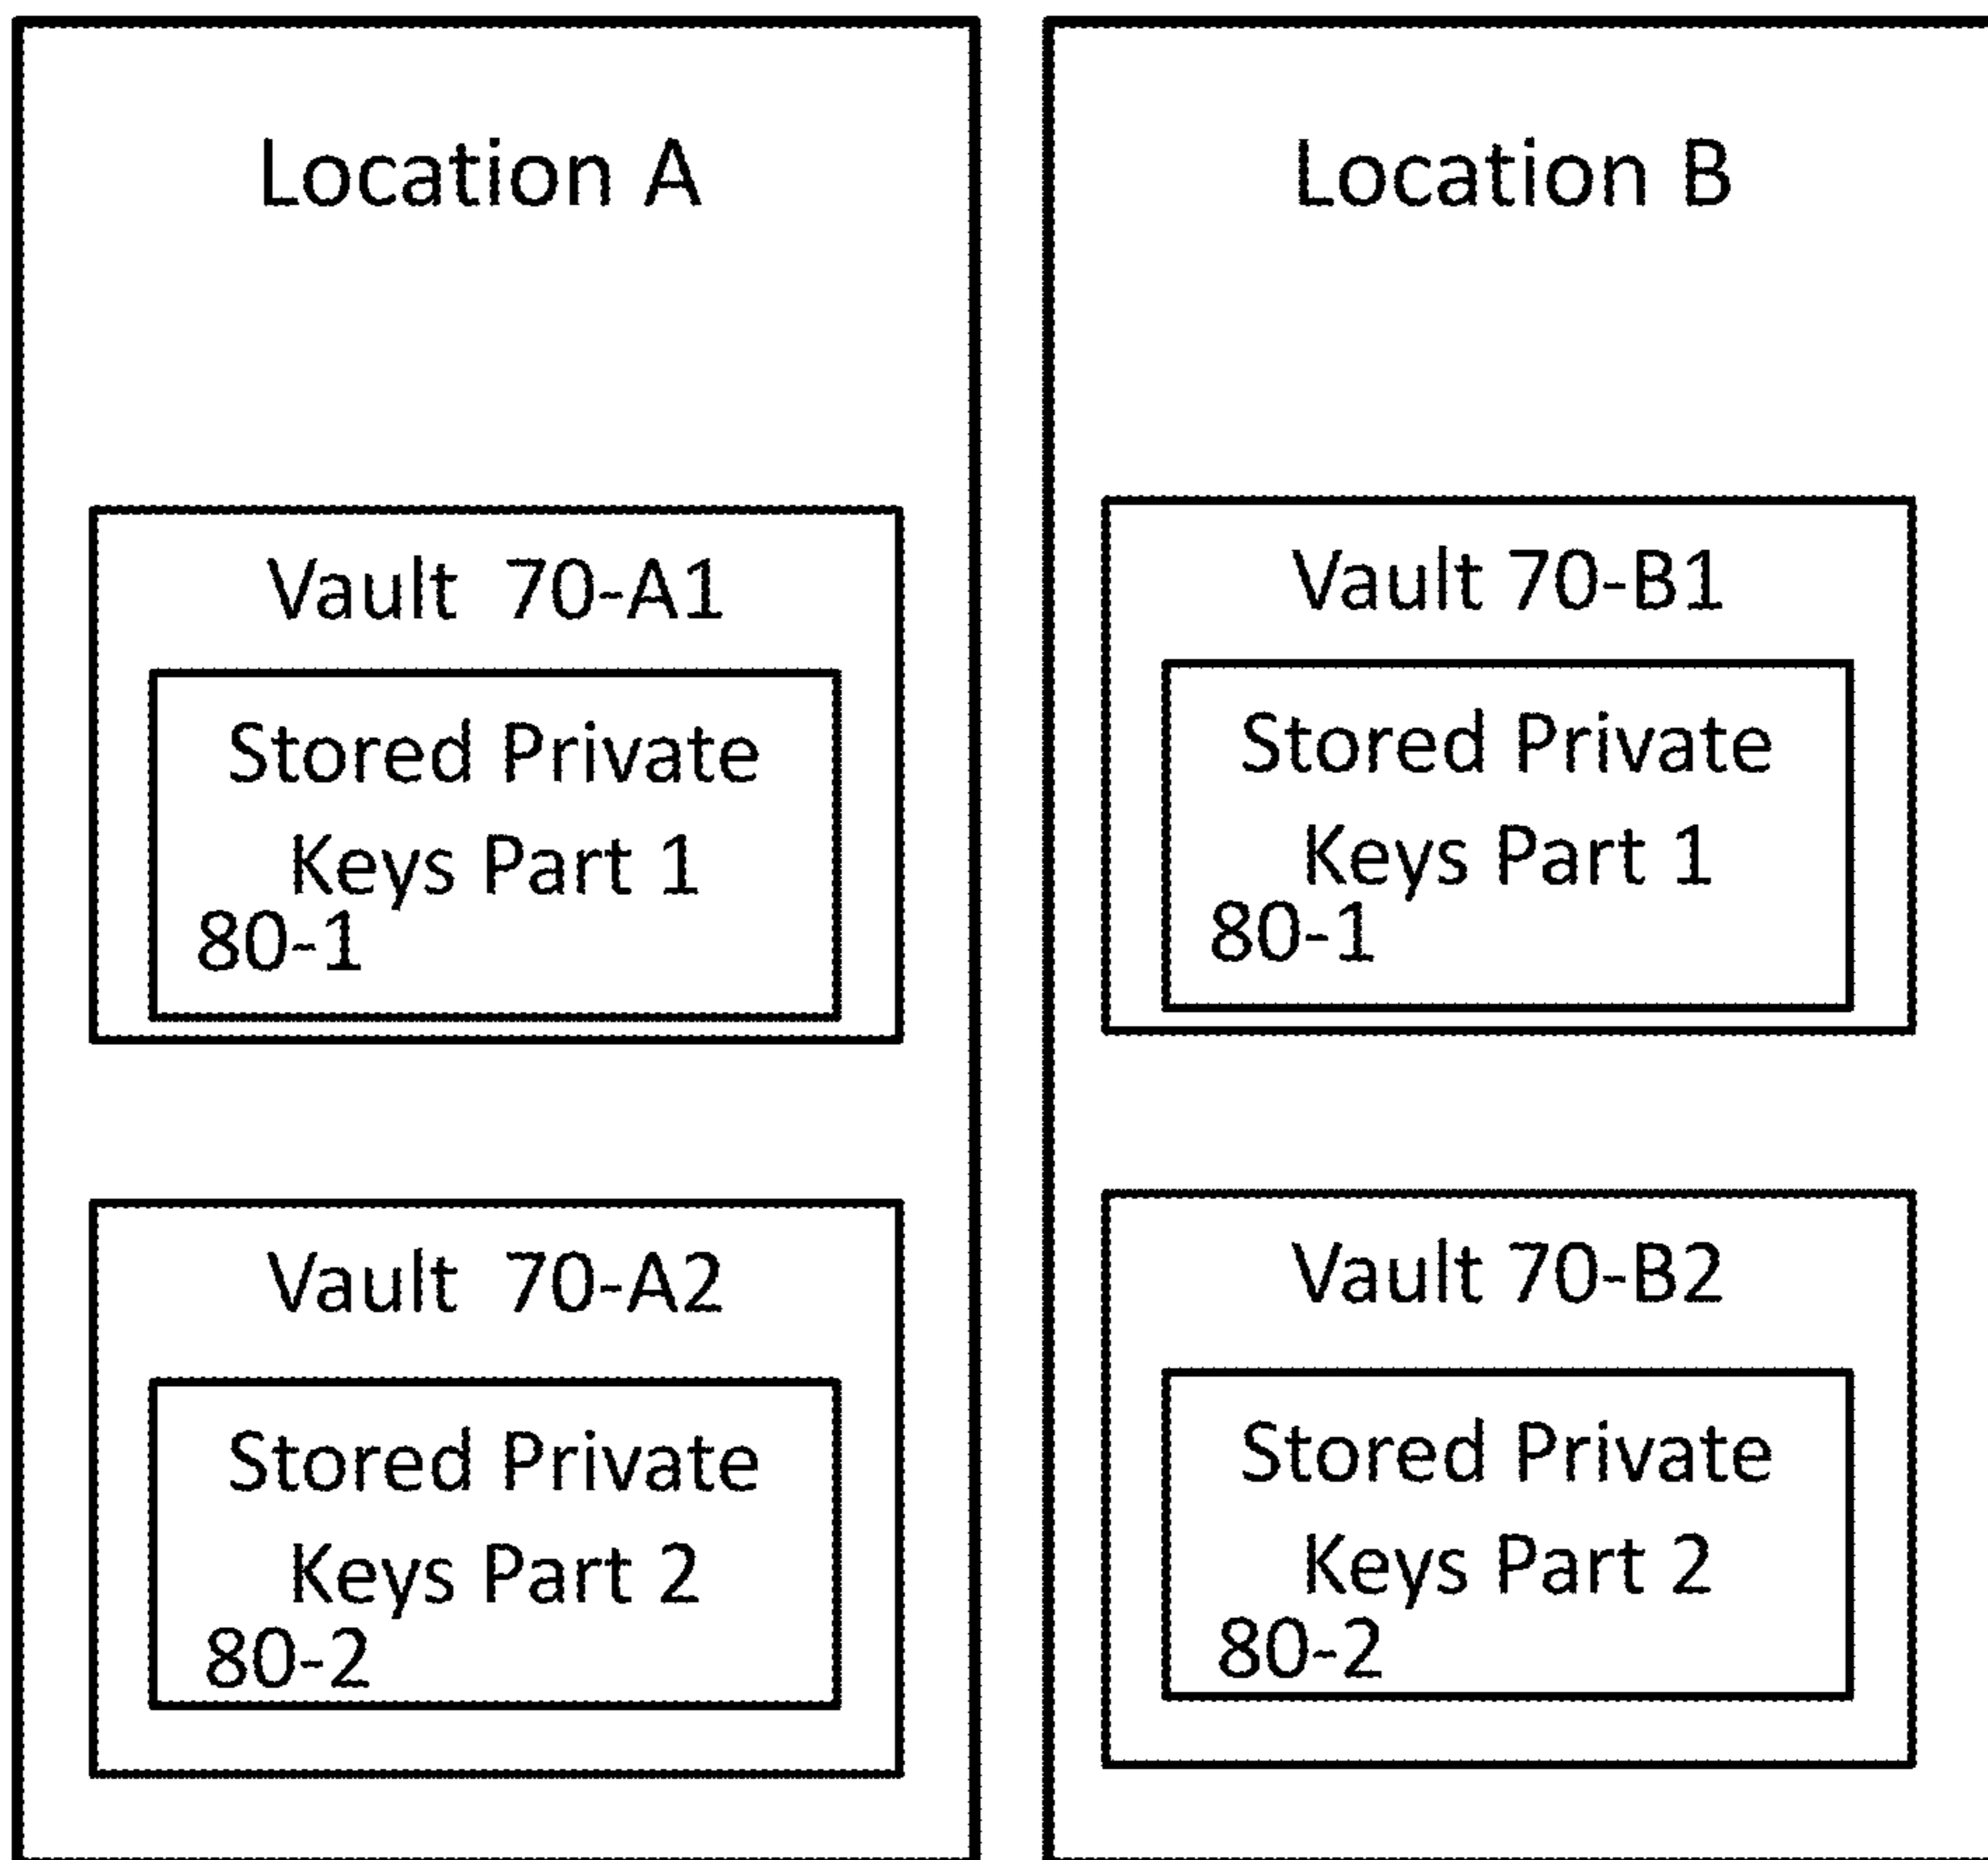 Location A
Vault 70-A1
Stored Private
Keys Part 1
80-1
Vault 70-A2
Stored Private
Keys Part 2
80-2
Location B
Vault 70-B1
Stored Private
Keys Part 1
80-1
Vault 70-B2
Stored Private
Keys Part 2
80-2